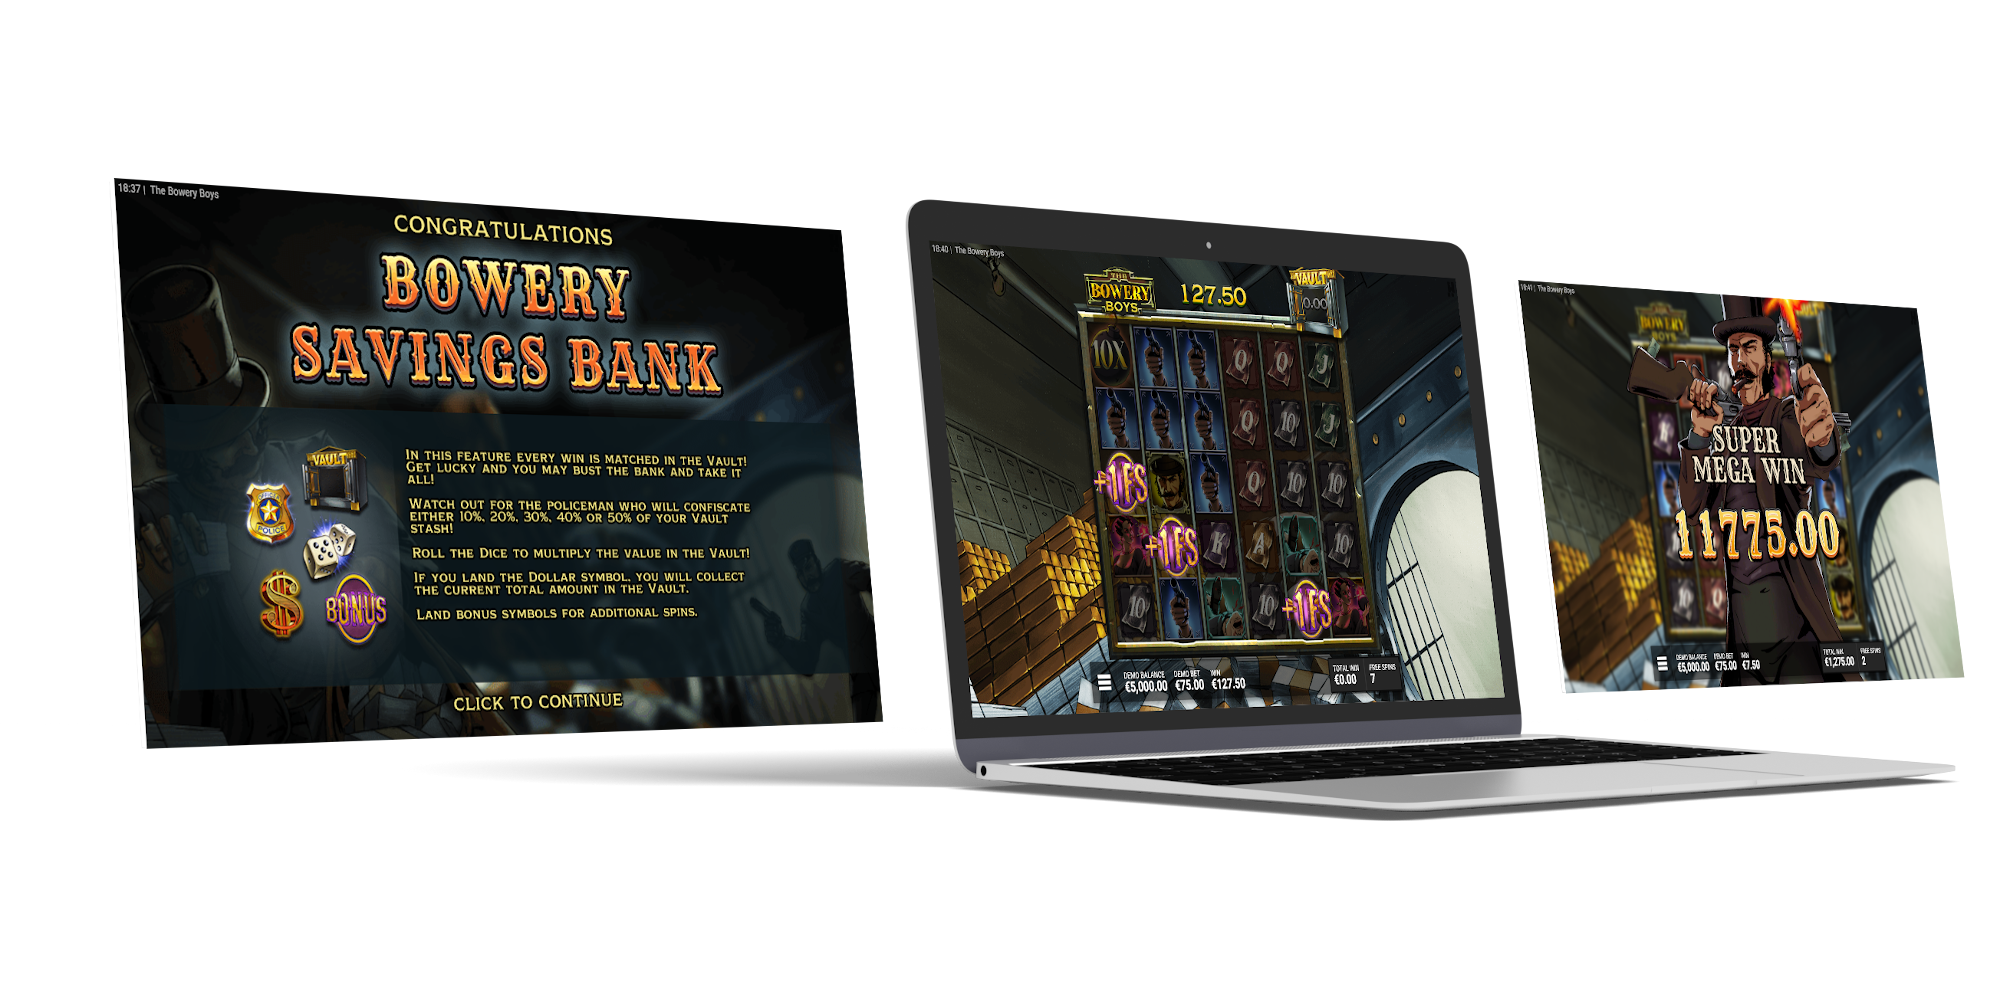 18:37 | The Bowery Boys
CONGRATULATIONS
BOWERY
SAVINGS BANK
VAULT
POLICE
BONUS
IN THIS FEATURE EVERY WIN IS MATCHED IN THE VAULT!
GET LUCKY AND YOU MAY BUST THE BANK AND TAKE IT
ALL!
WATCH OUT FOR THE POLICEMAN WHO WILL CONFISCATE
EITHER 10%, 20%, 30%, 40% OR 50% OF YOUR VAULT
STASH!
ROLL THE DICE TO MULTIPLY THE VALUE IN THE VAULT!
IF YOU LAND THE DOLLAR SYMBOL, YOU WILL COLLECT
THE CURRENT TOTAL AMOUNT IN THE VAULT.
LAND BONUS SYMBOLS FOR ADDITIONAL SPINS.
CLICK TO CONTINUE
18:40 | The Bowery Boys
THE
BOWERY
BOYS
127.50
VAULT
0.00
10X Q Q J
Q 10 J
+1FS Q 10 10
+1FS K A 10
10 10 +1FS
DEMO BALANCE DEMO BET WIN TOTAL WIN FREE SPINS
€5,000.00 €75.00 €127.50 €0.00 7
18:41 | The Bowery Boys
BOWERY
BOYS
SUPER
MEGA WIN
11775.00
DEMO BALANCE DEMO BET WIN TOTAL WIN FREE SPINS
€5,000.00 €75.00 €7.50 €1,275.00 2